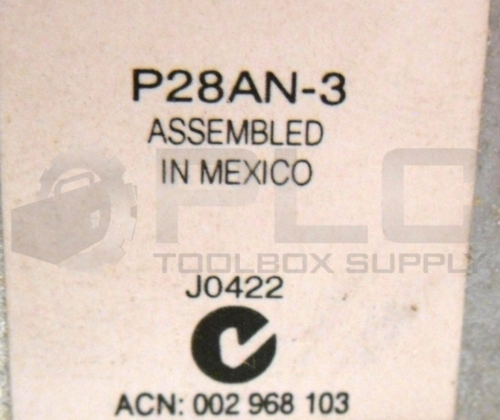 P28AN-3
ASSEMBLED
IN MEXICO
PLC
TOOLBOX SUPPLY
J0422
ACN: 002 968 103